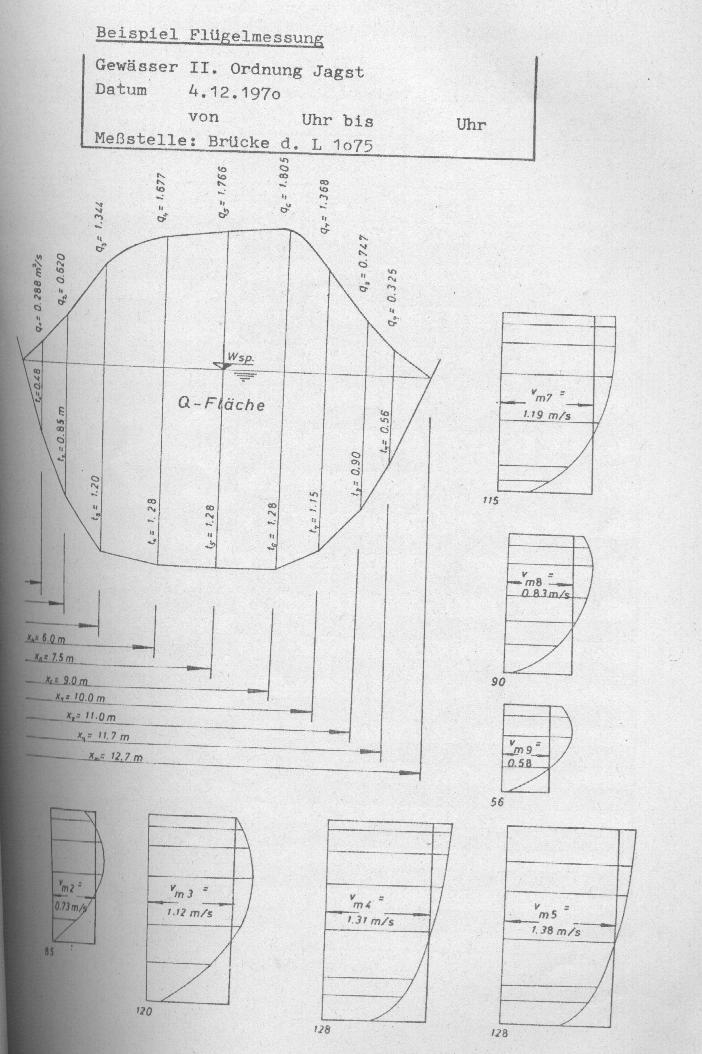 Beispiel Flügelmessung
Gewässer II. Ordnung Jagst
Datum 4.12.197o
von Uhr bis Uhr
Meßstelle: Brücke d. L 1o75
q₁= 0.288 m³/s
q₂= 0.620
q₃= 1.344
q₄= 1.677
q₅= 1.766
q₆= 1.805
q₇= 1.368
q₈= 0.747
q₉= 0.325
Wsp.
Q-Fläche
t₁=0.48
t₂=0.85 m
t₃= 1.20
t₄= 1.28
t₅= 1.28
t₆= 1.28
t₇= 1.15
t₈= 0.90
t₉= 0.56
x₄= 6.0 m
x₅= 7.5 m
x₆= 9.0 m
x₇= 10.0 m
x₈= 11.0 m
x₉= 11.7 m
x₁₀= 12.7 m
vm7 =
1.19 m/s
115
vm8 =
0.83 m/s
90
vm9 =
0.58
56
vm2 =
0.73 m/s
85
vm3 =
1.12 m/s
120
vm4 =
1.31 m/s
128
vm5 =
1.38 m/s
128